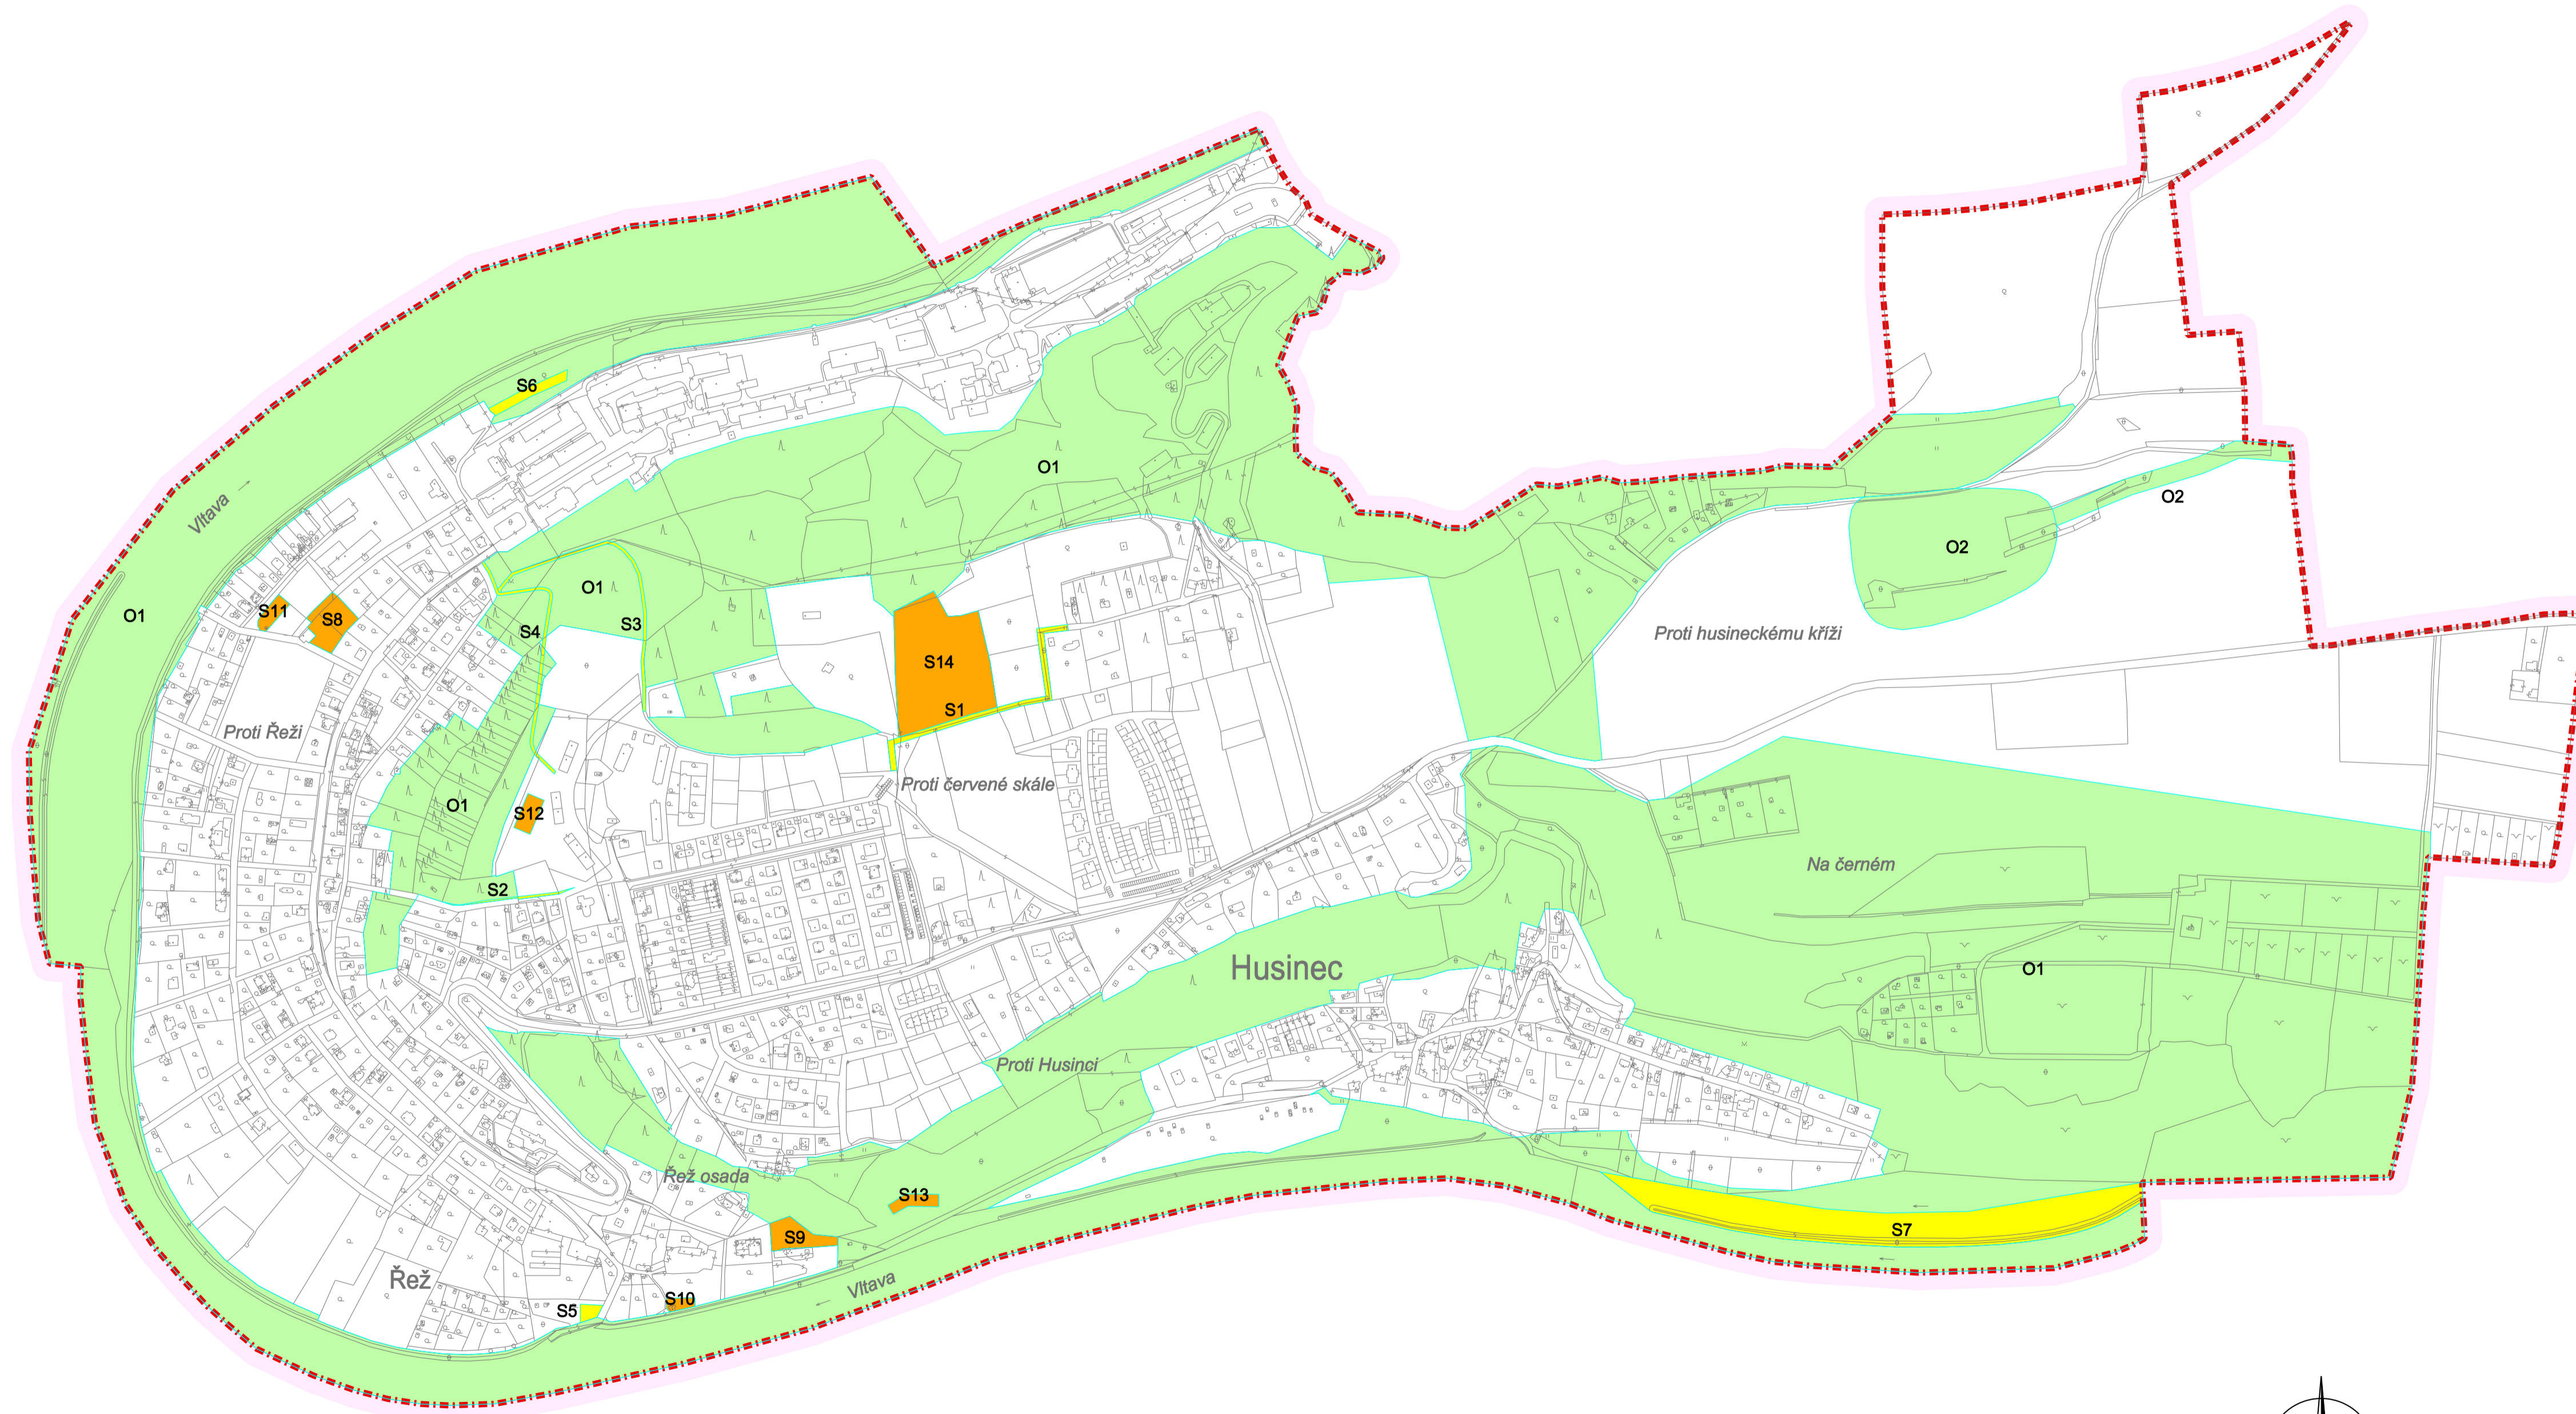 S6
O1
O2
O2
Vltava
O1
S11
S8
O1
S3
S4
S14
Proti husineckému kříži
S1
Proti Řeži
Proti červené skále
O1
S12
Na černém
S2
Husinec
O1
Proti Husinci
Řež osada
S13
S9
S7
Řež
Vltava
S10
S5